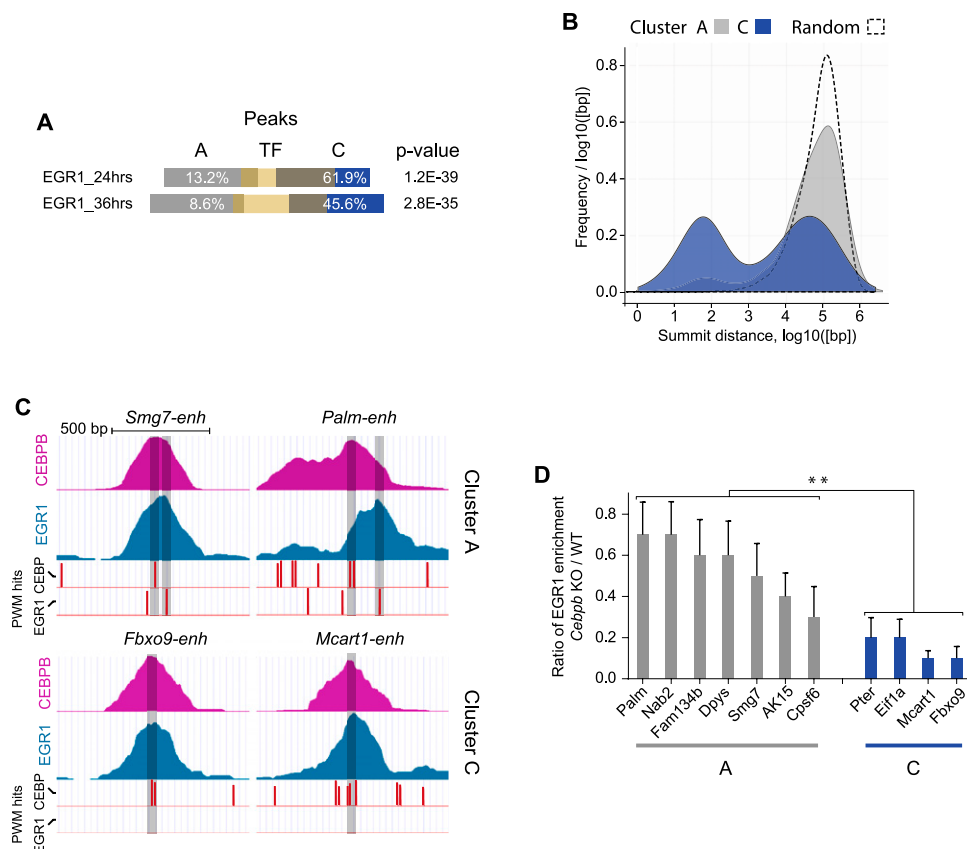 A
Peaks
A TF C p-value
EGR1_24hrs 13.2% 61.9% 1.2E-39
EGR1_36hrs 8.6% 45.6% 2.8E-35
B
Cluster A C Random
Frequency / log10([bp])
0.8
0.6
0.4
0.2
0.0
0 1 2 3 4 5 6
Summit distance, log10([bp])
C
Smg7-enh Palm-enh
500 bp
CEBPB
EGR1
PWM hits
CEBP
EGR1
Cluster A
Fbxo9-enh Mcart1-enh
CEBPB
EGR1
PWM hits
CEBP
EGR1
Cluster C
D
**
Ratio of EGR1 enrichment
Cebpb KO / WT
1.0
0.8
0.6
0.4
0.2
0.0
Palm Nab2 Fam134b Dpys Smg7 AK15 Cpsf6 Pter Eif1a Mcart1 Fbxo9
A C